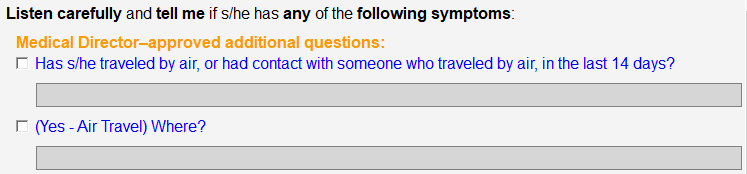 Listen carefully and tell me if s/he has any of the following symptoms:
Medical Director–approved additional questions:
Has s/he traveled by air, or had contact with someone who traveled by air, in the last 14 days?
(Yes - Air Travel) Where?